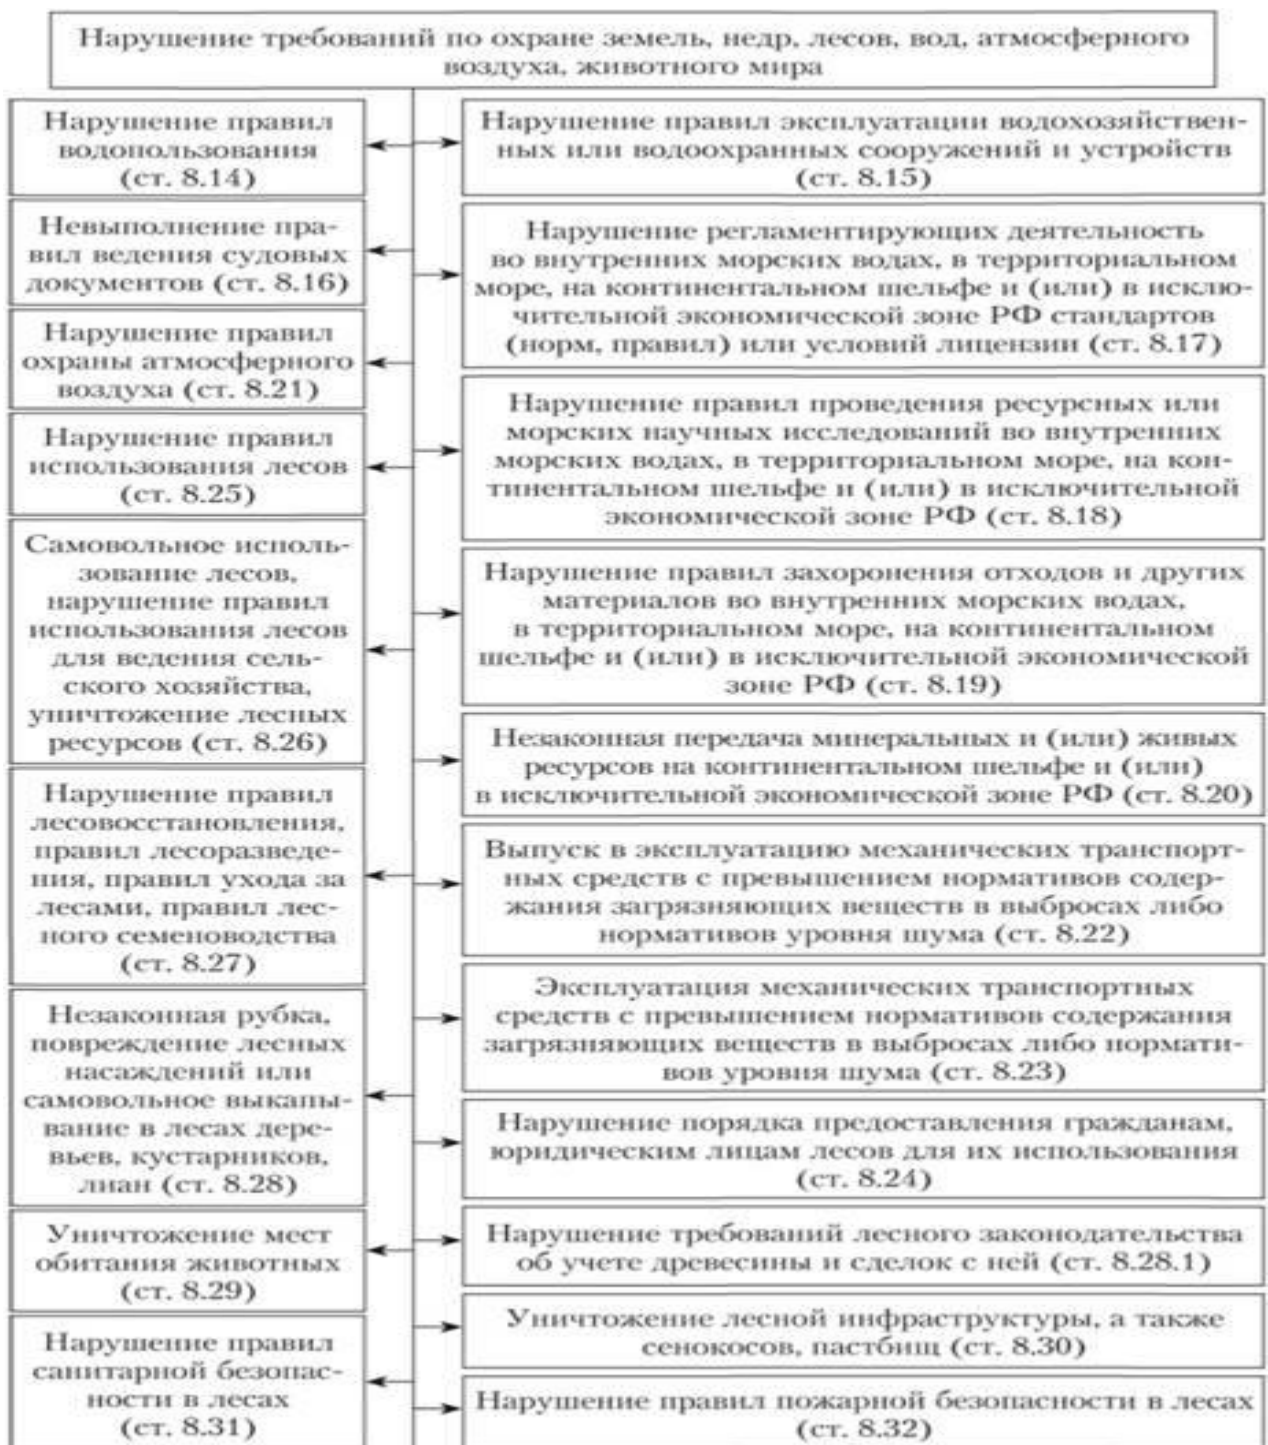 Нарушение требований по охране земель, недр, лесов, вод, атмосферного
воздуха, животного мира
Нарушение правил
водопользования
(ст. 8.14)
Нарушение правил эксплуатации водохозяйствен-
ных или водоохранных сооружений и устройств
(ст. 8.15)
Невыполнение пра-
вил ведения судовых
документов (ст. 8.16)
Нарушение регламентирующих деятельность
во внутренних морских водах, в территориальном
море, на континентальном шельфе и (или) в исклю-
чительной экономической зоне РФ стандартов
(норм, правил) или условий лицензии (ст. 8.17)
Нарушение правил
охраны атмосферного
воздуха (ст. 8.21)
Нарушение правил проведения ресурсных или
морских научных исследований во внутренних
морских водах, в территориальном море, на кон-
тинентальном шельфе и (или) в исключительной
экономической зоне РФ (ст. 8.18)
Нарушение правил
использования лесов
(ст. 8.25)
Нарушение правил захоронения отходов и других
материалов во внутренних морских водах,
в территориальном море, на континентальном
шельфе и (или) в исключительной экономической
зоне РФ (ст. 8.19)
Самовольное исполь-
зование лесов,
нарушение правил
использования лесов
для ведения сель-
ского хозяйства,
уничтожение лесных
ресурсов (ст. 8.26)
Незаконная передача минеральных и (или) живых
ресурсов на континентальном шельфе и (или)
в исключительной экономической зоне РФ (ст. 8.20)
Нарушение правил
лесовосстановления,
правил лесоразведе-
ния, правил ухода за
лесами, правил лес-
ного семеноводства
(ст. 8.27)
Выпуск в эксплуатацию механических транспорт-
ных средств с превышением нормативов содер-
жания загрязняющих веществ в выбросах либо
нормативов уровня шума (ст. 8.22)
Эксплуатация механических транспортных
средств с превышением нормативов содержания
загрязняющих веществ в выбросах либо нормати-
вов уровня шума (ст. 8.23)
Незаконная рубка,
повреждение лесных
насаждений или
самовольное выкапы-
вание в лесах дере-
вьев, кустарников,
лиан (ст. 8.28)
Нарушение порядка предоставления гражданам,
юридическим лицам лесов для их использования
(ст. 8.24)
Уничтожение мест
обитания животных
(ст. 8.29)
Нарушение требований лесного законодательства
об учете древесины и сделок с ней (ст. 8.28.1)
Уничтожение лесной инфраструктуры, а также
сенокосов, пастбищ (ст. 8.30)
Нарушение правил
санитарной безопас-
ности в лесах
(ст. 8.31)
Нарушение правил пожарной безопасности в лесах
(ст. 8.32)